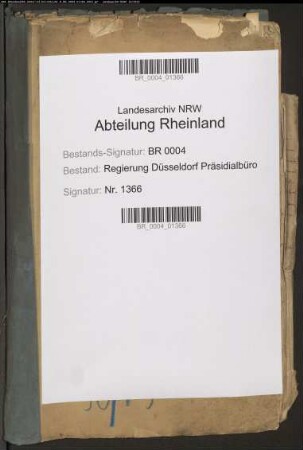 BR_0004_01366
Landesarchiv NRW
Abteilung Rheinland
Bestands-Signatur: BR 0004
Bestand: Regierung Düsseldorf Präsidialbüro
Signatur: Nr. 1366
BR_0004_01366